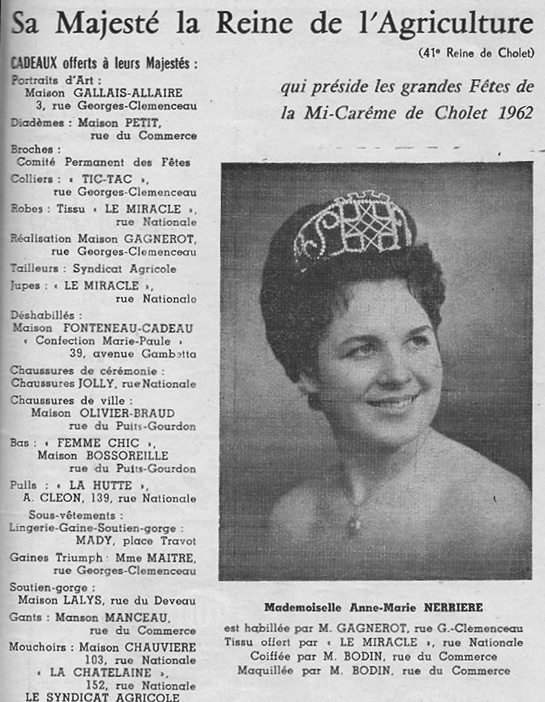 Sa Majesté la Reine de l'Agriculture
(41e Reine de Cholet)
qui préside les grandes Fêtes de
la Mi-Carême de Cholet 1962
CADEAUX offerts à leurs Majestés :
Portraits d'Art :
Maison GALLAIS-ALLAIRE
3, rue Georges-Clemenceau
Diadèmes : Maison PETIT,
rue du Commerce
Broches :
Comité Permanent des Fêtes
Colliers : « TIC-TAC »,
rue Georges-Clemenceau
Robes : Tissu « LE MIRACLE »,
rue Nationale
Réalisation Maison GAGNEROT,
rue Georges-Clemenceau
Tailleurs : Syndicat Agricole
Jupes : « LE MIRACLE »,
rue Nationale
Déshabillés :
Maison FONTENEAU-CADEAU
« Confection Marie-Paule »
39, avenue Gambetta
Chaussures de cérémonie :
Chaussures JOLLY, rue Nationale
Chaussures de ville :
Maison OLIVIER-BRAUD
rue du Puits-Gourdon
Bas : « FEMME CHIC »,
Maison BOSSOREILLE
rue du Puits-Gourdon
Pulls : « LA HUTTE »,
A. CLEON, 139, rue Nationale
Sous-vêtements :
Lingerie-Gaine-Soutien-gorge :
MADY, place Travot
Gaines Triumph : Mme MAITRE,
rue Georges-Clemenceau
Soutien-gorge :
Maison LALYS, rue du Deveau
Gants : Manson MANCEAU,
rue du Commerce
Mouchoirs : Maison CHAUVIERE
103, rue Nationale
« LA CHATELAINE »,
152, rue Nationale
LE SYNDICAT AGRICOLE
Mademoiselle Anne-Marie NERRIERE
est habillée par M. GAGNEROT, rue G.-Clemenceau
Tissu offert par « LE MIRACLE », rue Nationale
Coiffée par M. BODIN, rue du Commerce
Maquillée par M. BODIN, rue du Commerce